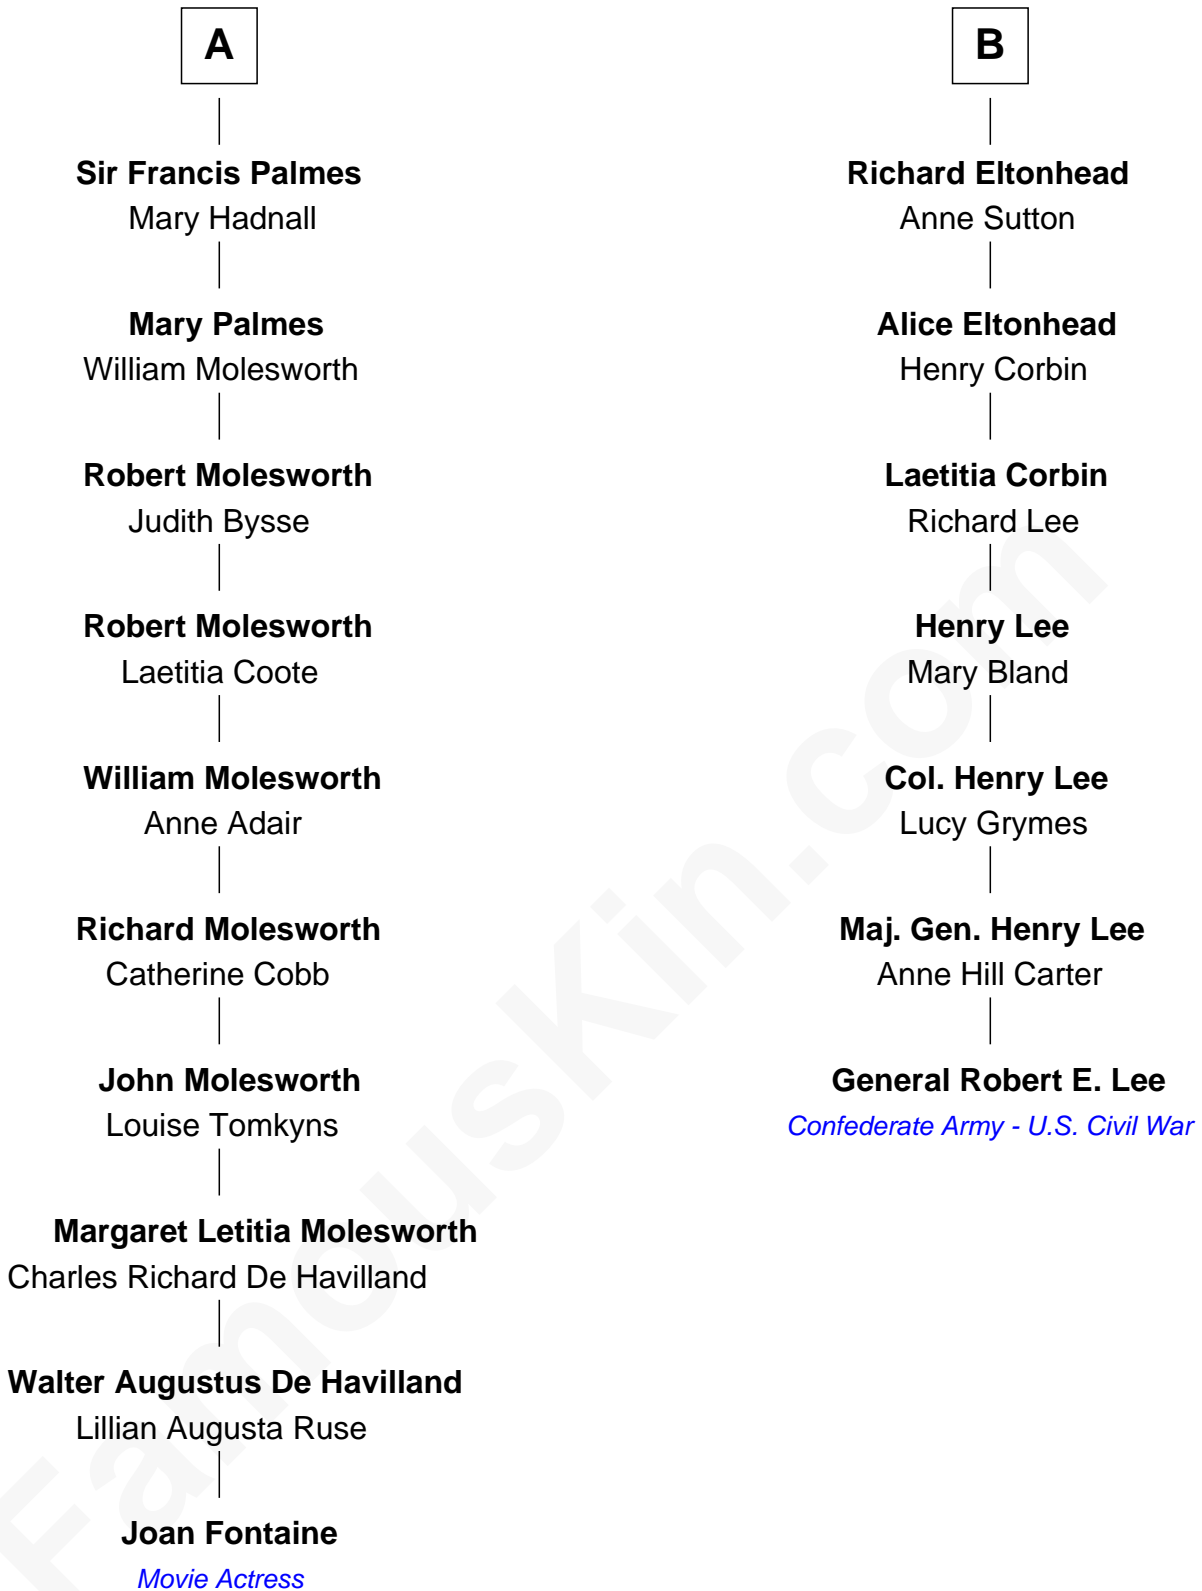 A
Sir Francis Palmes
Mary Hadnall
Mary Palmes
William Molesworth
Robert Molesworth
Judith Bysse
Robert Molesworth
Laetitia Coote
William Molesworth
Anne Adair
Richard Molesworth
Catherine Cobb
John Molesworth
Louise Tomkyns
Margaret Letitia Molesworth
Charles Richard De Havilland
Walter Augustus De Havilland
Lillian Augusta Ruse
Joan Fontaine
Movie Actress
B
Richard Eltonhead
Anne Sutton
Alice Eltonhead
Henry Corbin
Laetitia Corbin
Richard Lee
Henry Lee
Mary Bland
Col. Henry Lee
Lucy Grymes
Maj. Gen. Henry Lee
Anne Hill Carter
General Robert E. Lee
Confederate Army - U.S. Civil War
FamousKin.com